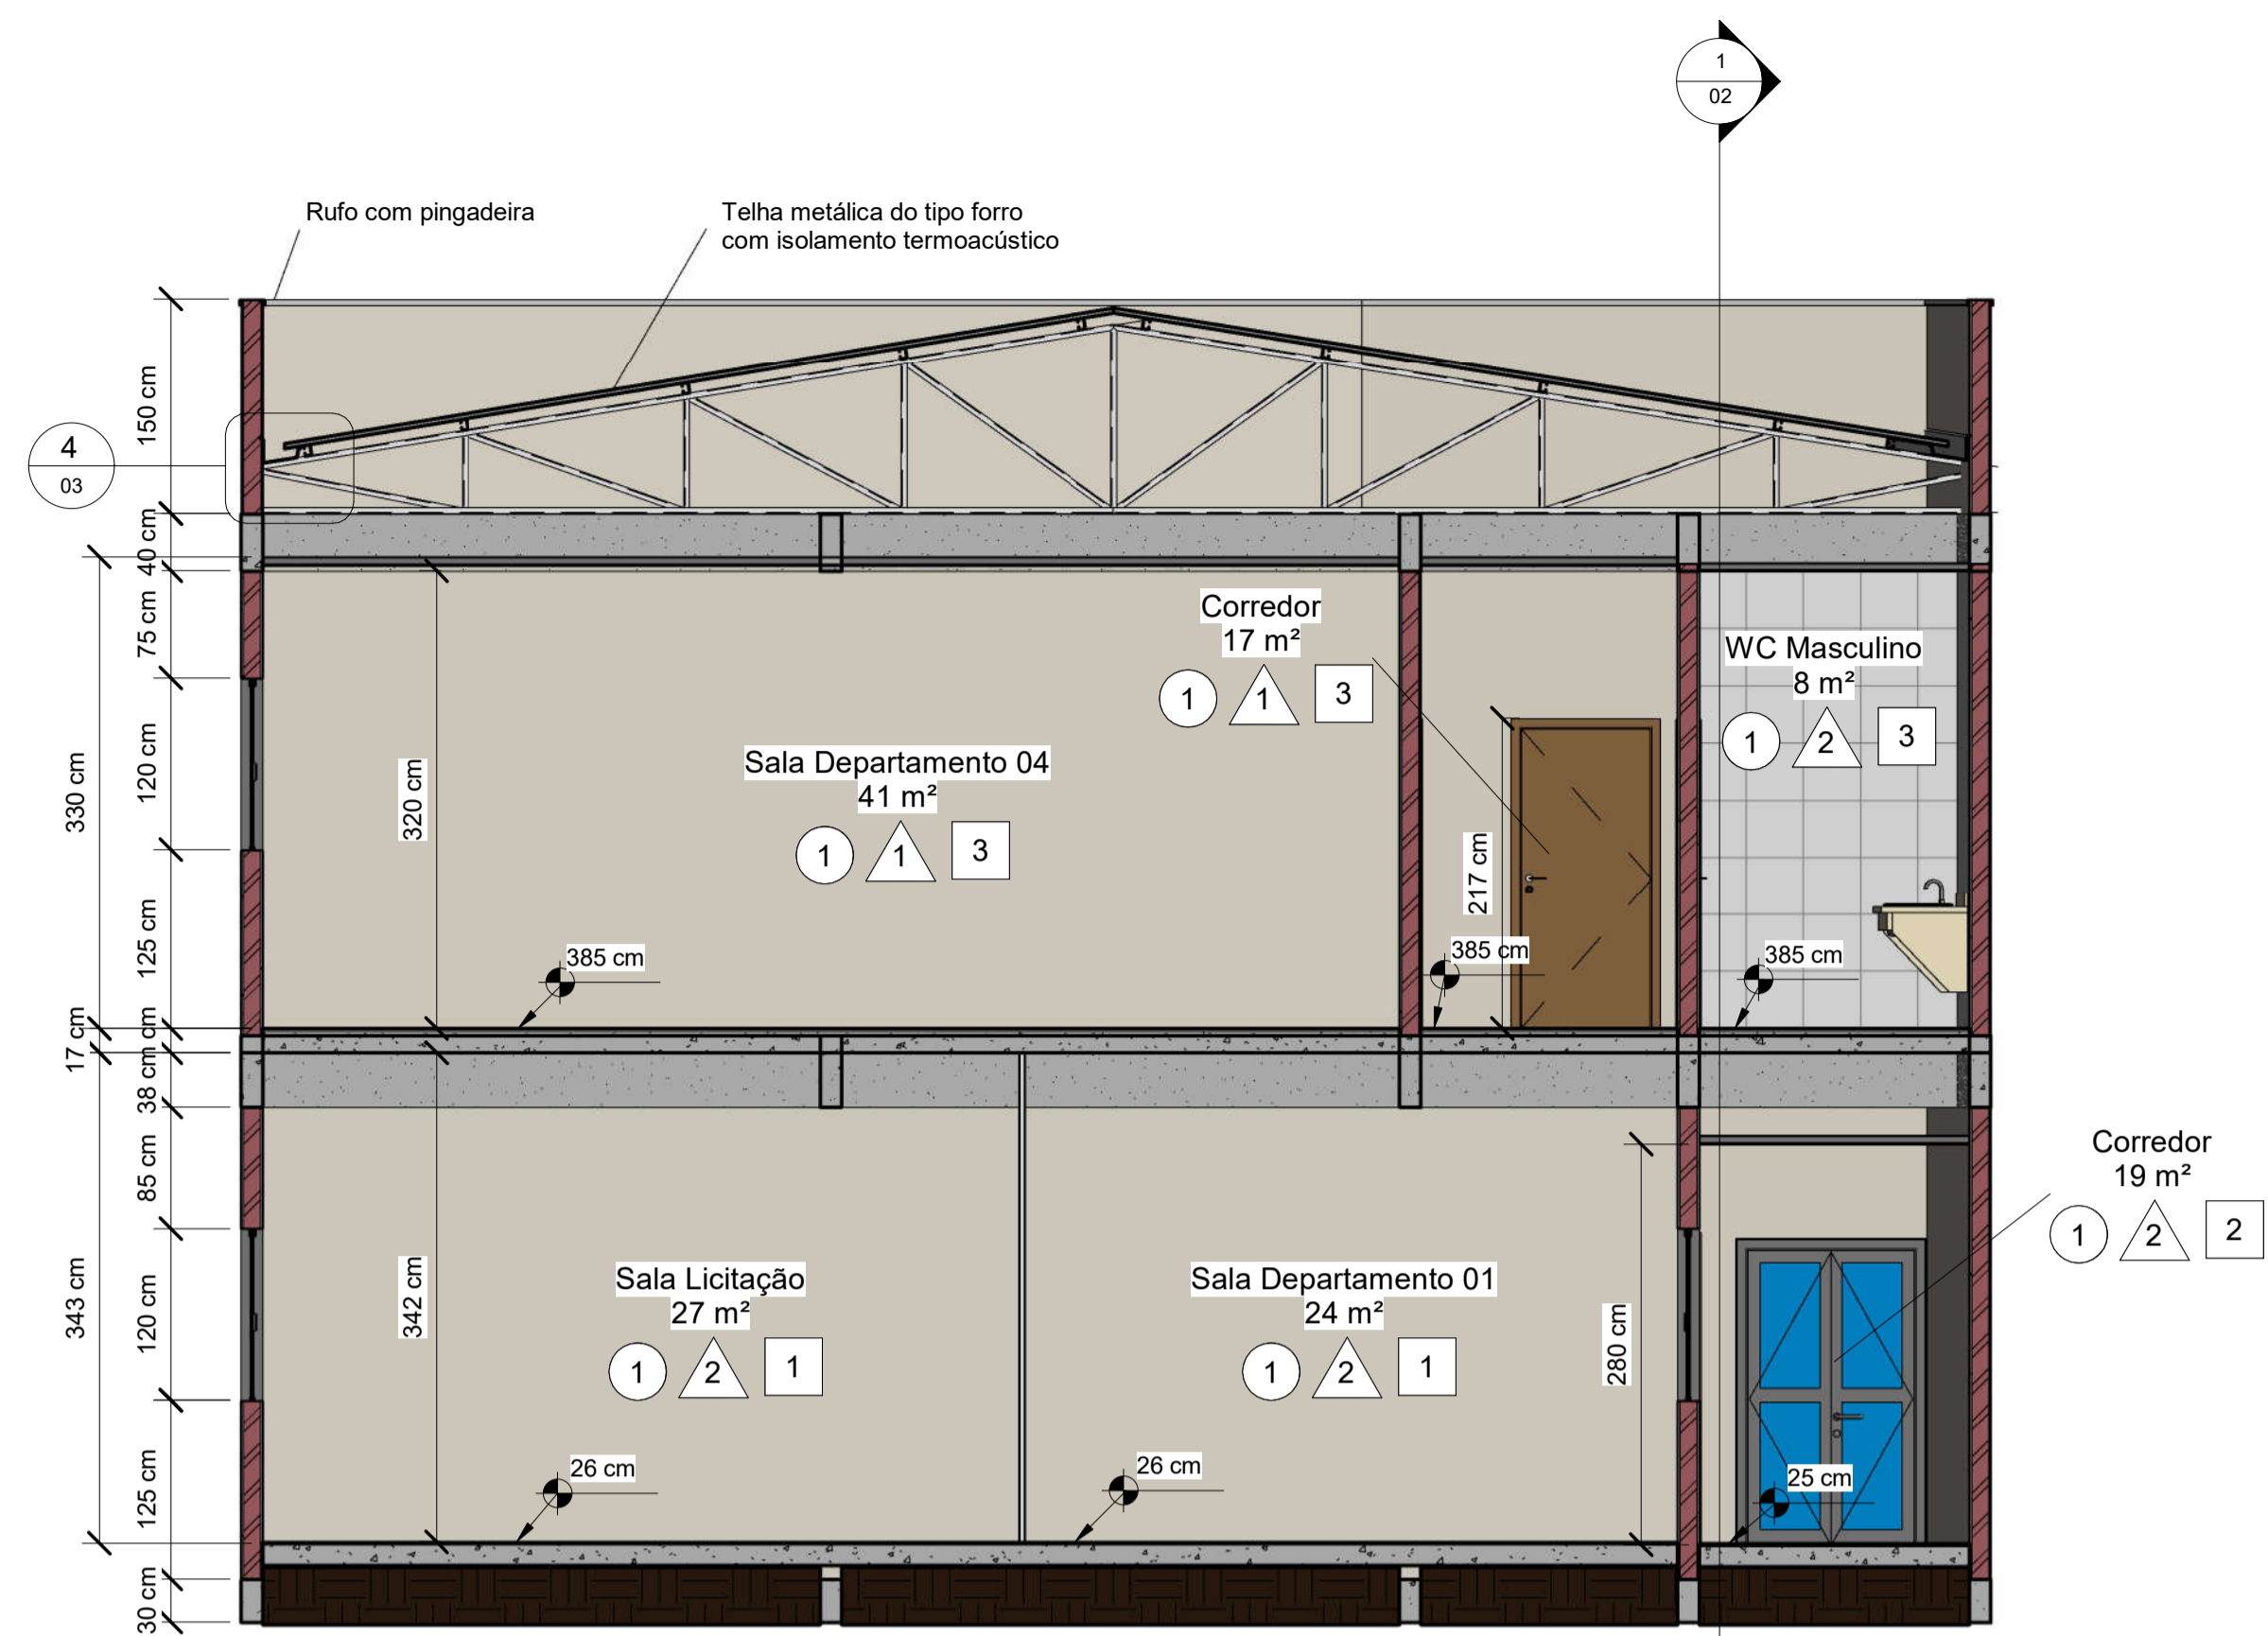 1
02
Rufo com pingadeira
Telha metálica do tipo forro
com isolamento termoacústico
150 cm
4
03
40 cm
75 cm
120 cm
330 cm
125 cm
320 cm
Corredor
17 m²
1
1
3
WC Masculino
8 m²
1
2
3
Sala Departamento 04
41 m²
1
1
3
217 cm
385 cm
385 cm
385 cm
17 cm
cm
38 cm
85 cm
343 cm
120 cm
125 cm
30 cm
342 cm
Sala Licitação
27 m²
1
2
1
Sala Departamento 01
24 m²
1
2
1
280 cm
Corredor
19 m²
1
2
2
26 cm
26 cm
25 cm